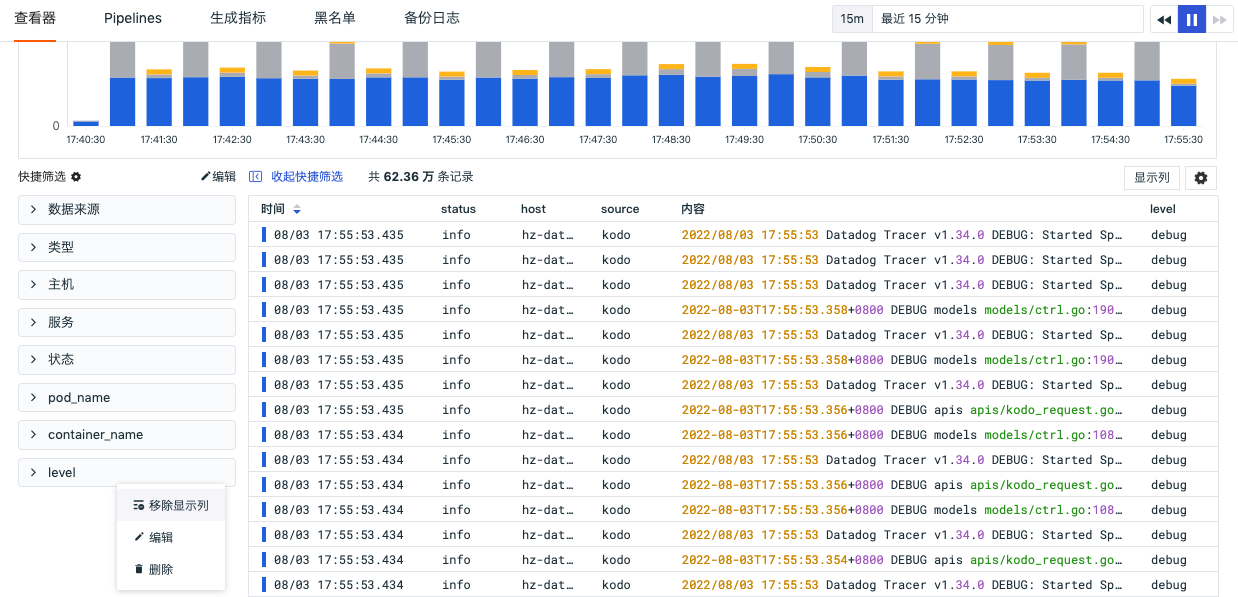 查看器 Pipelines 生成指标 黑名单 备份日志 15m 最近 15 分钟
0
17:40:30 17:41:30 17:42:30 17:43:30 17:44:30 17:45:30 17:46:30 17:47:30 17:48:30 17:49:30 17:50:30 17:51:30 17:52:30 17:53:30 17:54:30 17:55:30
快捷筛选 编辑 收起快捷筛选 共 62.36 万 条记录 显示列
数据来源
类型
主机
服务
状态
pod_name
container_name
level
移除显示列
编辑
删除
时间 status host source 内容 level
08/03 17:55:53.435 info hz-dat… kodo 2022/08/03 17:55:53 Datadog Tracer v1.34.0 DEBUG: Started Sp… debug
08/03 17:55:53.435 info hz-dat… kodo 2022/08/03 17:55:53 Datadog Tracer v1.34.0 DEBUG: Started Sp… debug
08/03 17:55:53.435 info hz-dat… kodo 2022/08/03 17:55:53 Datadog Tracer v1.34.0 DEBUG: Started Sp… debug
08/03 17:55:53.435 info hz-dat… kodo 2022-08-03T17:55:53.358+0800 DEBUG models models/ctrl.go:190… debug
08/03 17:55:53.435 info hz-dat… kodo 2022/08/03 17:55:53 Datadog Tracer v1.34.0 DEBUG: Started Sp… debug
08/03 17:55:53.435 info hz-dat… kodo 2022-08-03T17:55:53.358+0800 DEBUG models models/ctrl.go:190… debug
08/03 17:55:53.435 info hz-dat… kodo 2022/08/03 17:55:53 Datadog Tracer v1.34.0 DEBUG: Started Sp… debug
08/03 17:55:53.435 info hz-dat… kodo 2022-08-03T17:55:53.356+0800 DEBUG apis apis/kodo_request.go… debug
08/03 17:55:53.434 info hz-dat… kodo 2022-08-03T17:55:53.356+0800 DEBUG models models/ctrl.go:108… debug
08/03 17:55:53.434 info hz-dat… kodo 2022/08/03 17:55:53 Datadog Tracer v1.34.0 DEBUG: Started Sp… debug
08/03 17:55:53.434 info hz-dat… kodo 2022-08-03T17:55:53.356+0800 DEBUG apis apis/kodo_request.go… debug
08/03 17:55:53.434 info hz-dat… kodo 2022-08-03T17:55:53.356+0800 DEBUG models models/ctrl.go:108… debug
08/03 17:55:53.434 info hz-dat… kodo 2022/08/03 17:55:53 Datadog Tracer v1.34.0 DEBUG: Started Sp… debug
08/03 17:55:53.434 info hz-dat… kodo 2022-08-03T17:55:53.354+0800 DEBUG apis apis/kodo_request.go… debug
08/03 17:55:53.434 info hz-dat… kodo 2022/08/03 17:55:53 Datadog Tracer v1.34.0 DEBUG: Started Sp… debug